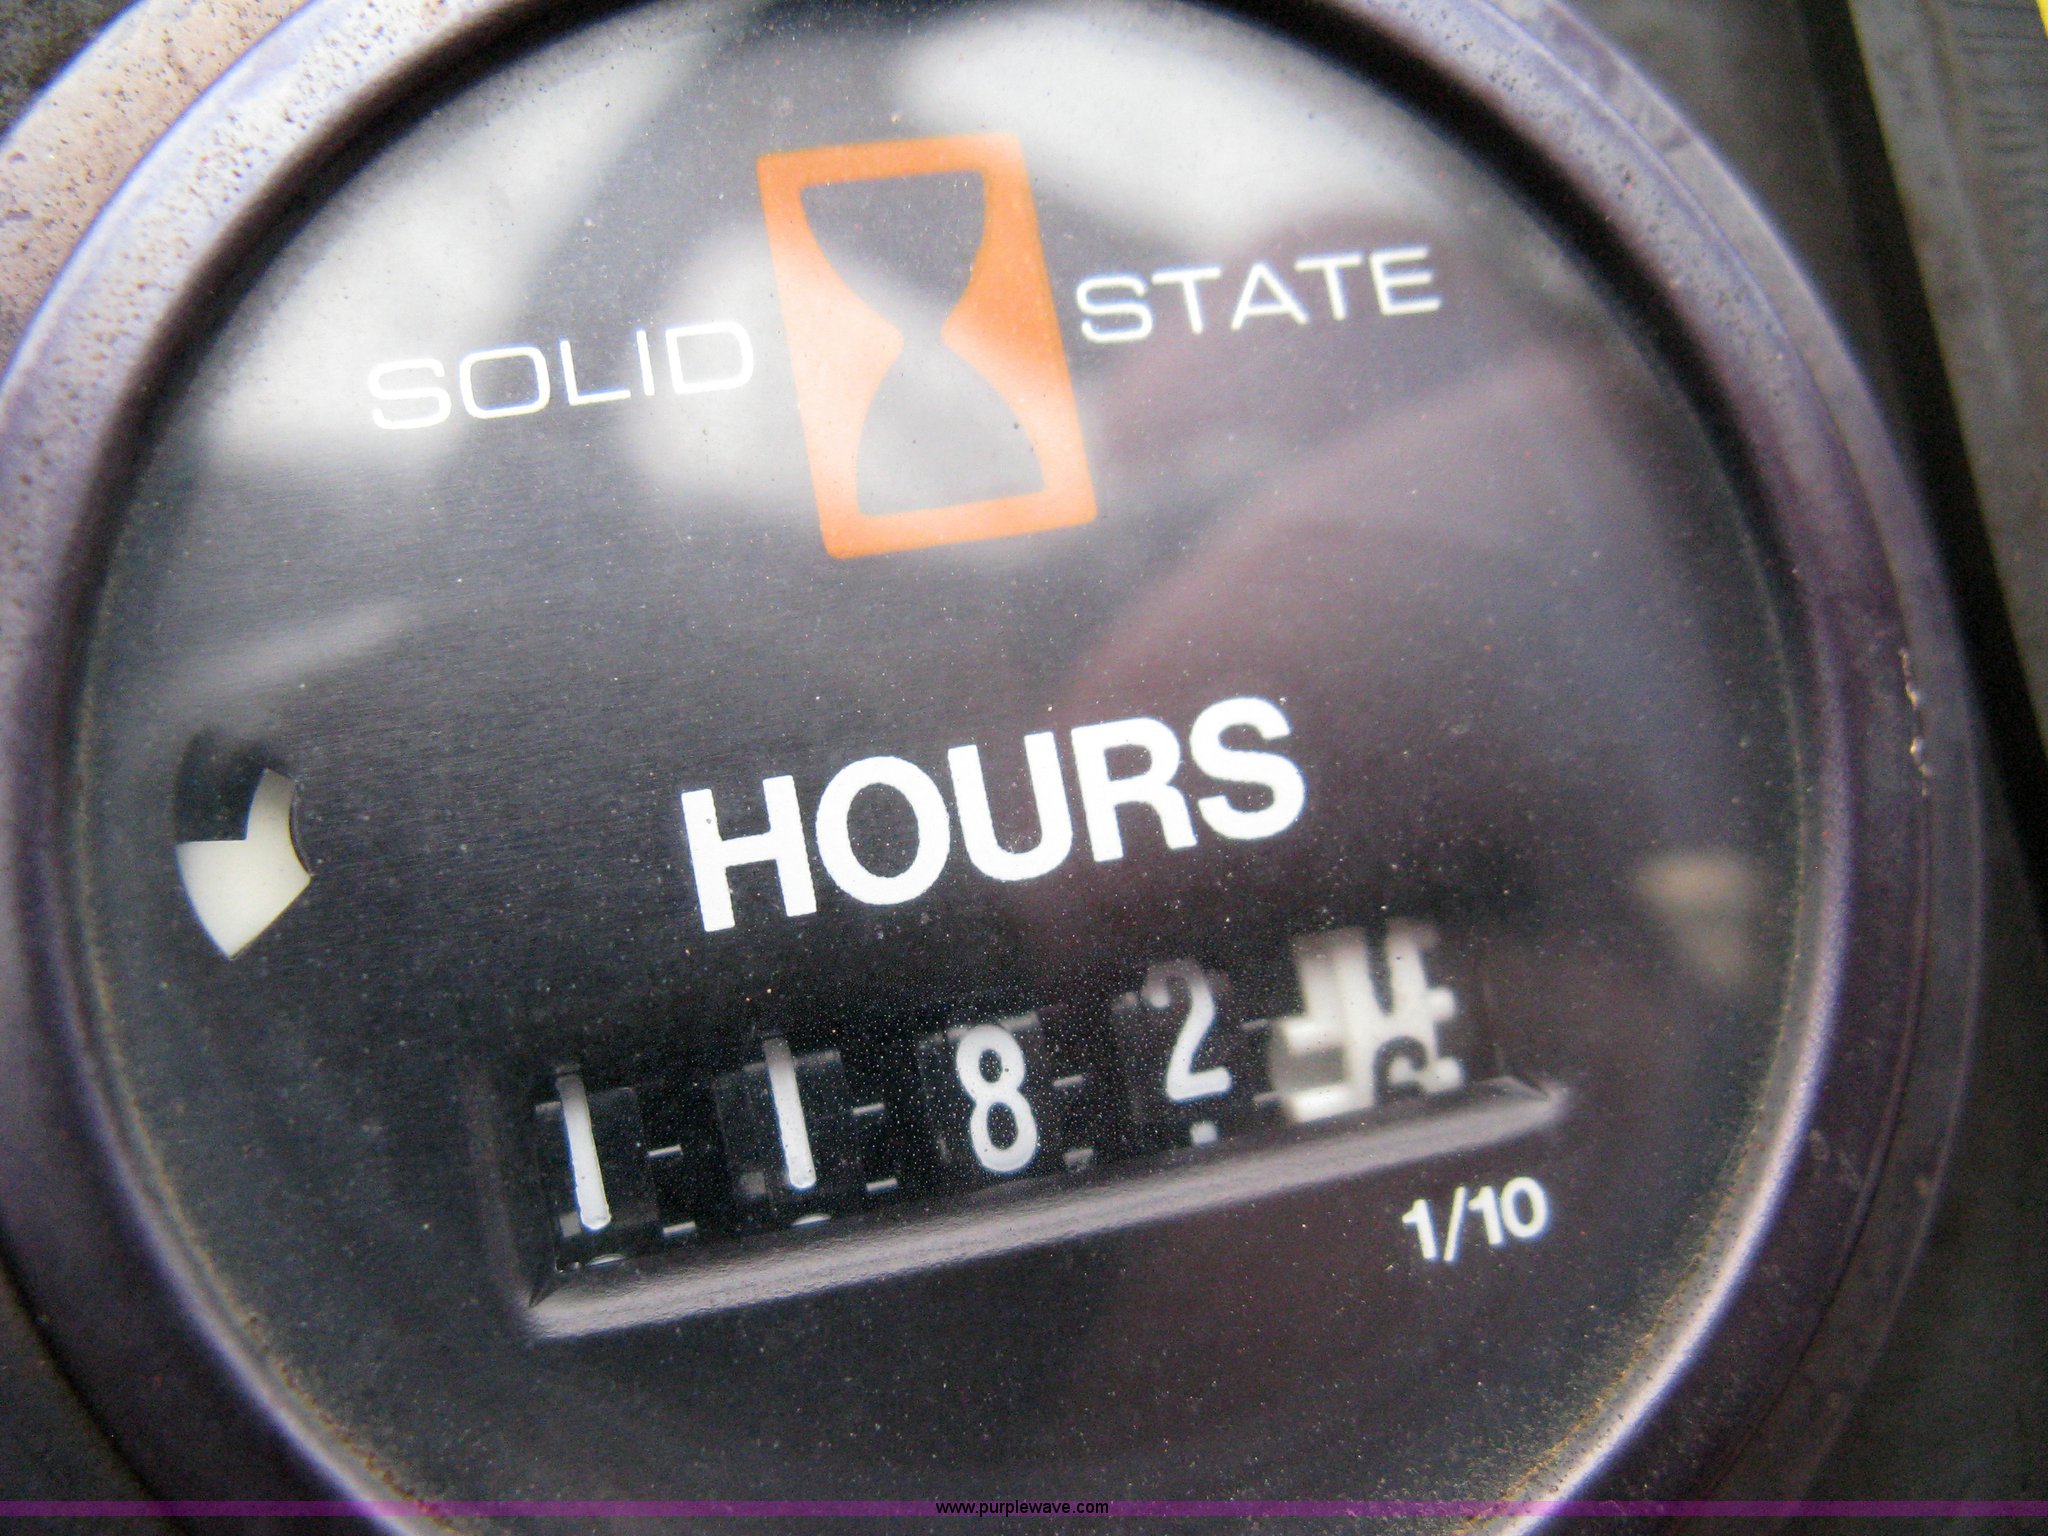 SOLID STATE
HOURS
1182
1/10
www.purplewave.com